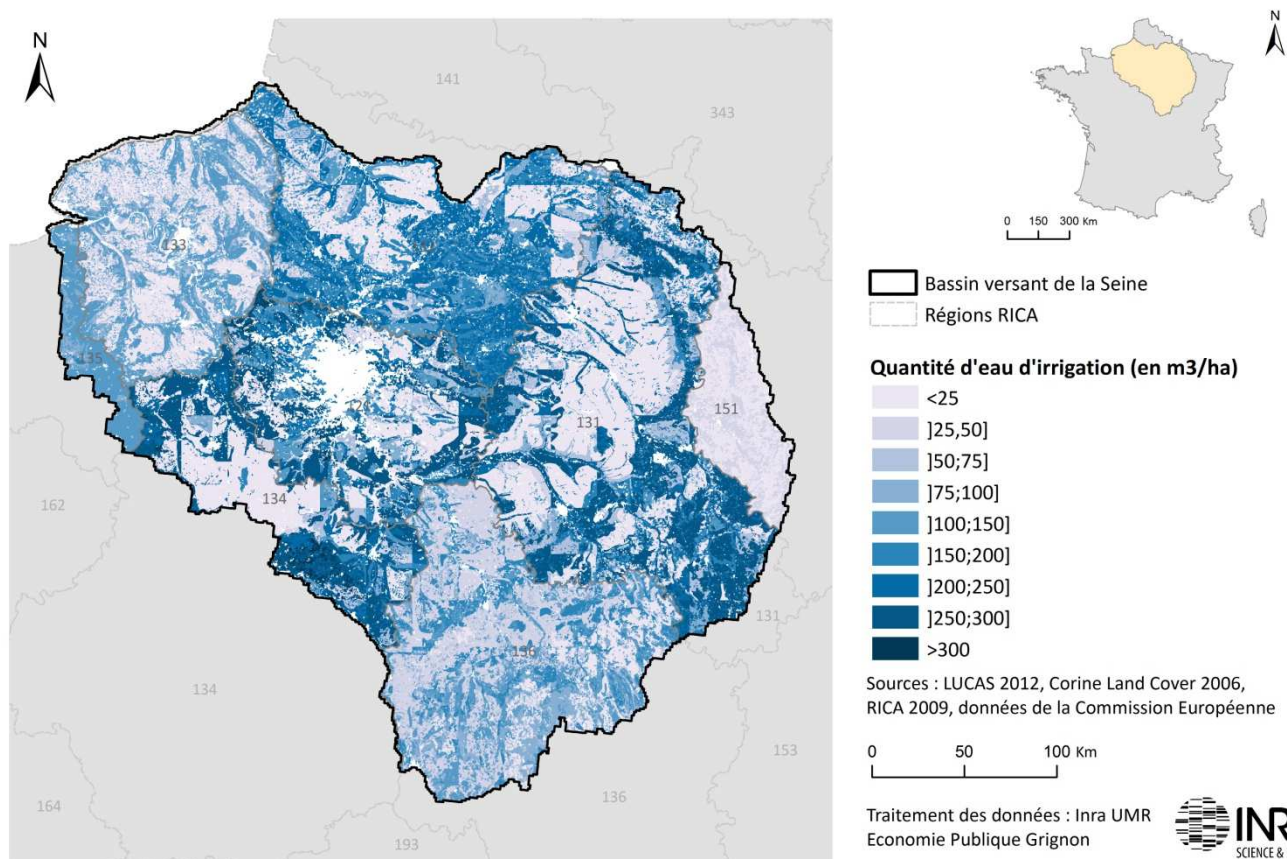 N
N
141
343
133
135
131
151
134
162
136
131
134
153
164
136
193
0 150 300 Km
Bassin versant de la Seine
Régions RICA
Quantité d'eau d'irrigation (en m3/ha)
<25
]25,50]
]50;75]
]75;100]
]100;150]
]150;200]
]200;250]
]250;300]
>300
Sources : LUCAS 2012, Corine Land Cover 2006,
RICA 2009, données de la Commission Européenne
0 50 100 Km
Traitement des données : Inra UMR
Economie Publique Grignon
INR
SCIENCE &